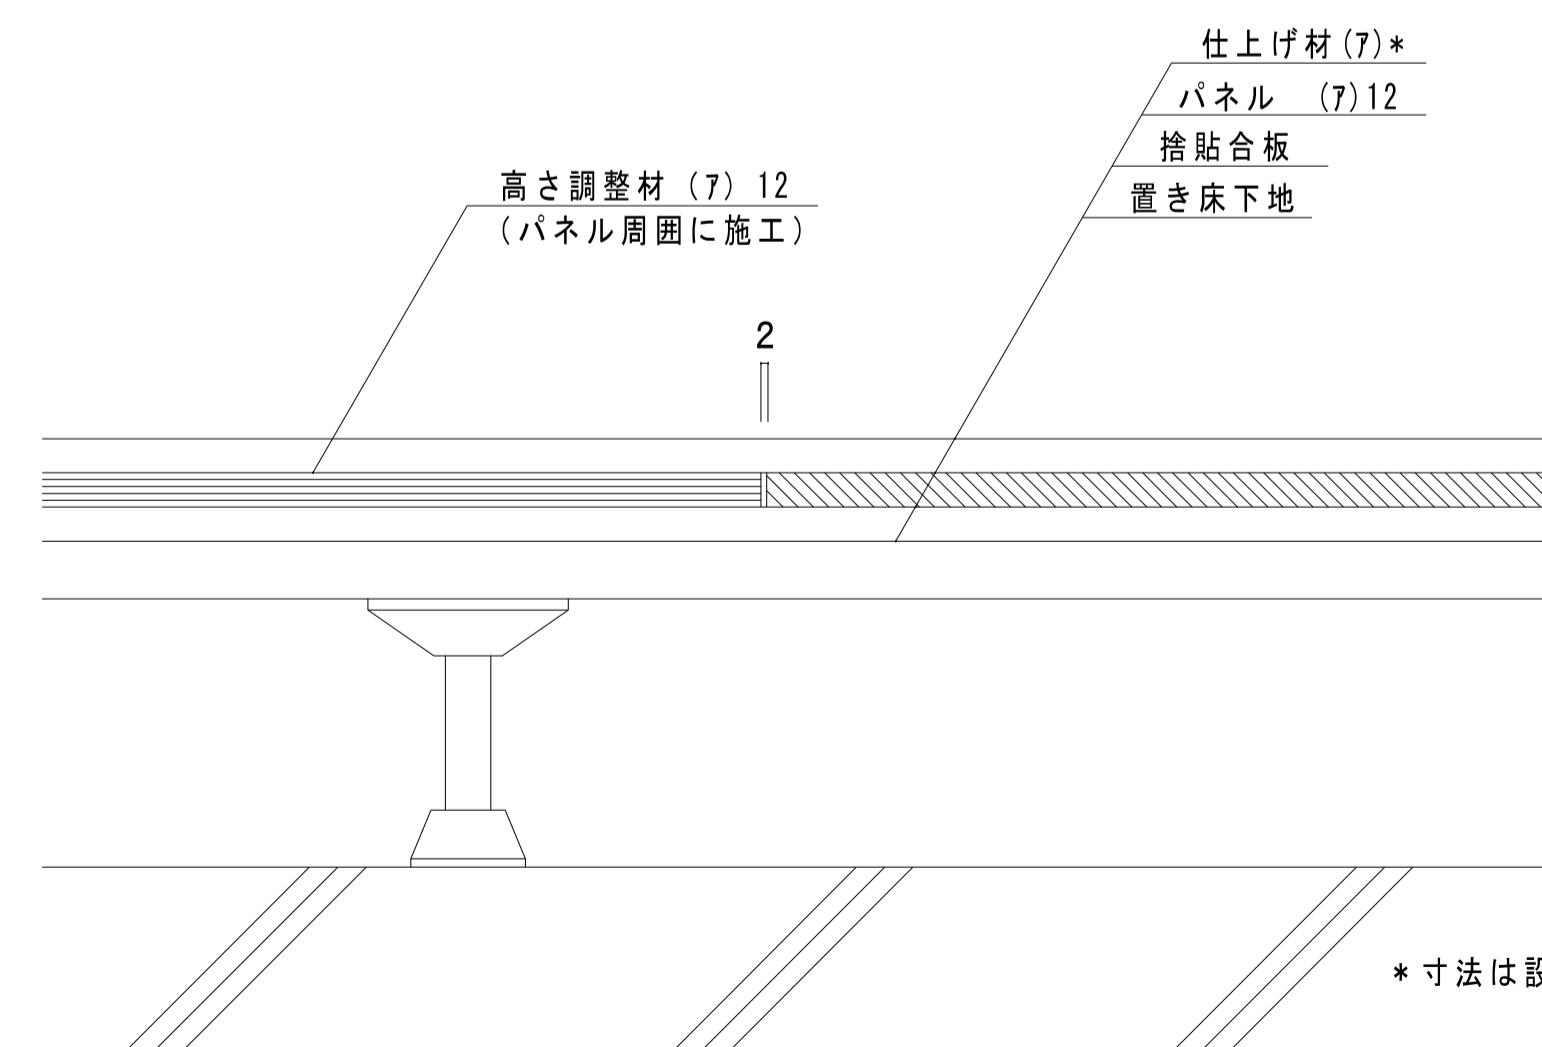 仕上げ材(ｱ)*
パネル (ｱ)12
捨貼合板
置き床下地
高さ調整材 (ｱ) 12
(パネル周囲に施工)
2
* 寸法は設